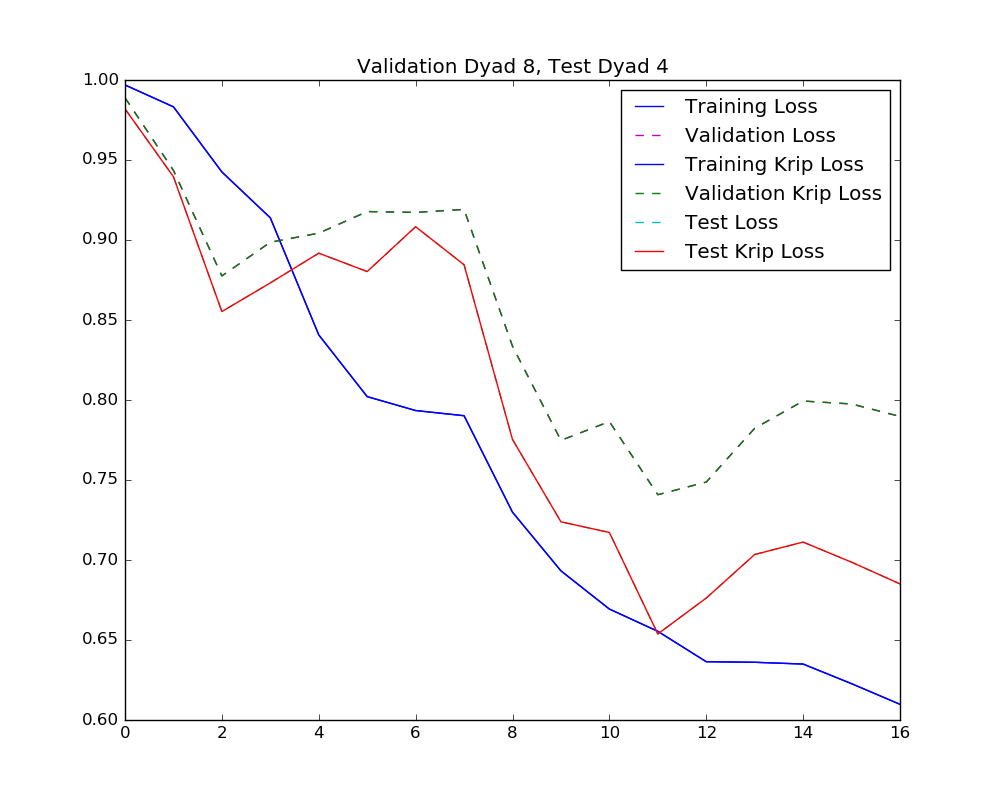 Validation Dyad 8, Test Dyad 4
1.00
0.95
0.90
0.85
0.80
0.75
0.70
0.65
0.60
Training Loss
Validation Loss
Training Krip Loss
Validation Krip Loss
Test Loss
Test Krip Loss
0 2 4 6 8 10 12 14 16